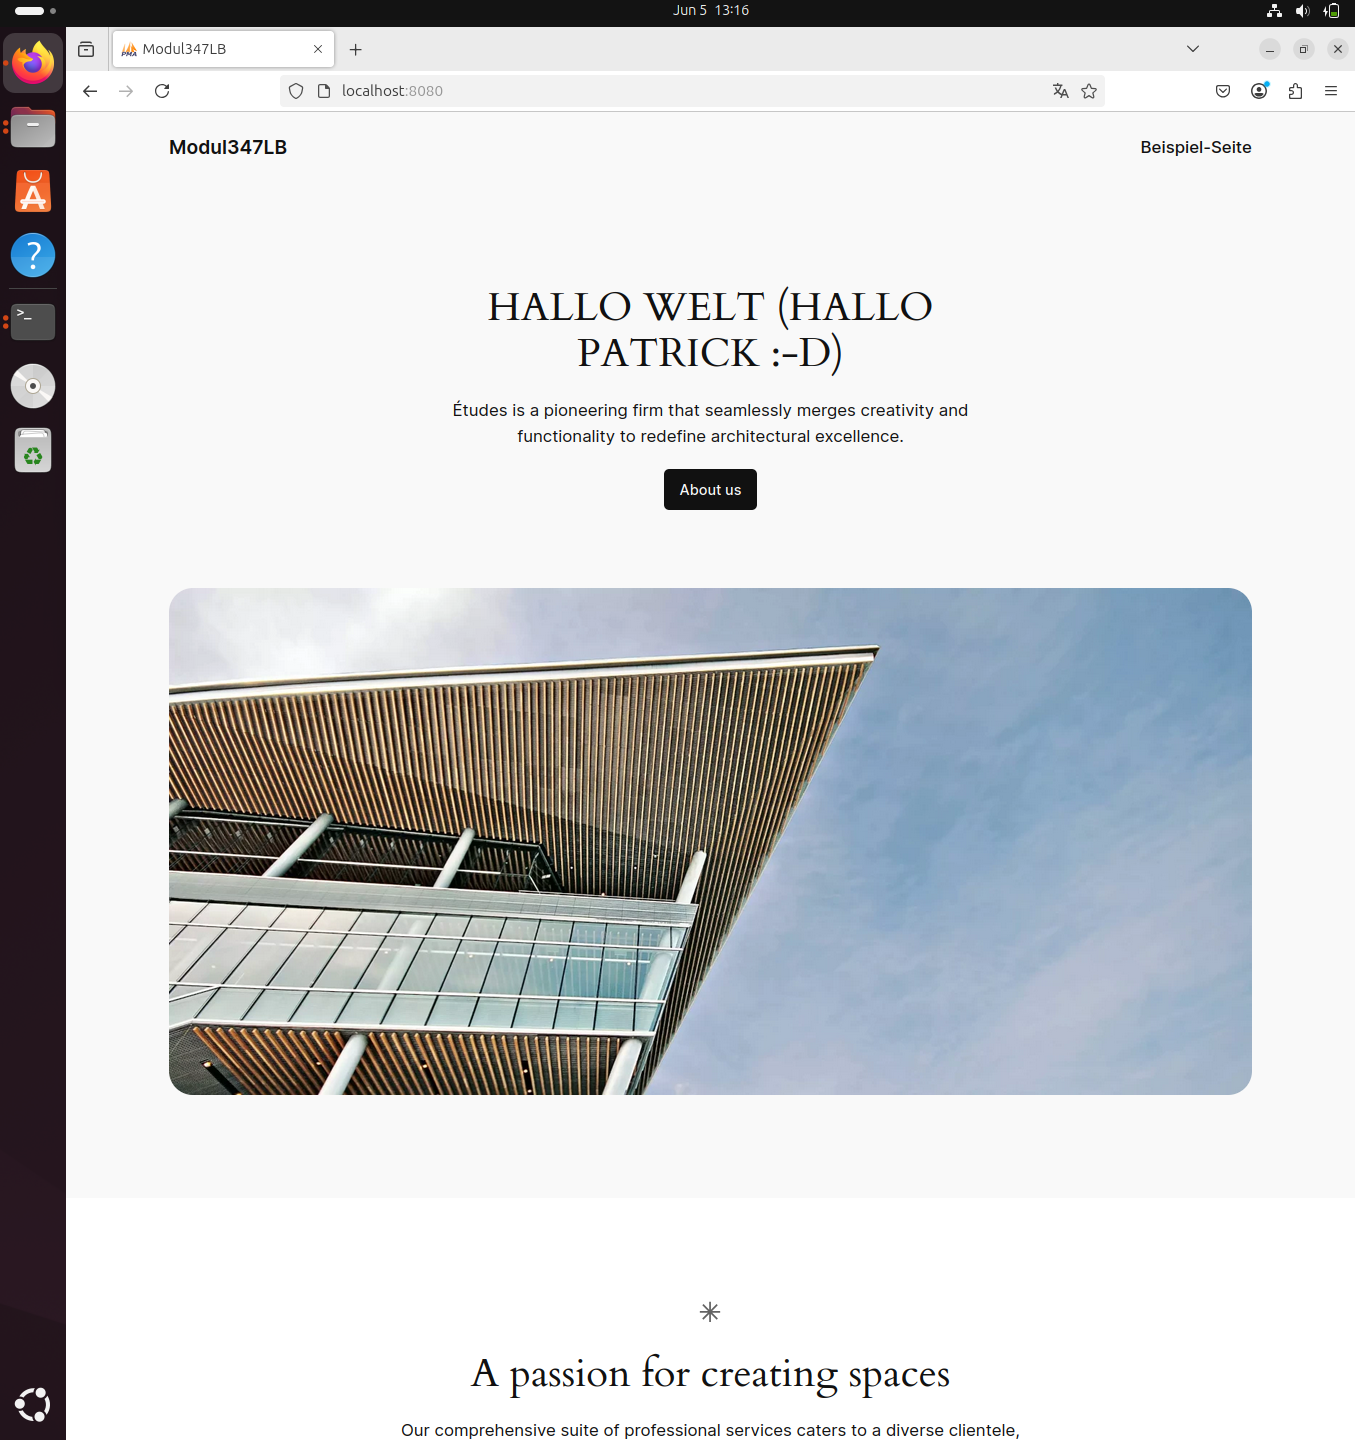 Jun 5 13:16
PMA Modul347LB
localhost:8080
Modul347LB
Beispiel-Seite
HALLO WELT (HALLO
PATRICK :-D)
Études is a pioneering firm that seamlessly merges creativity and
functionality to redefine architectural excellence.
About us
A passion for creating spaces
Our comprehensive suite of professional services caters to a diverse clientele,